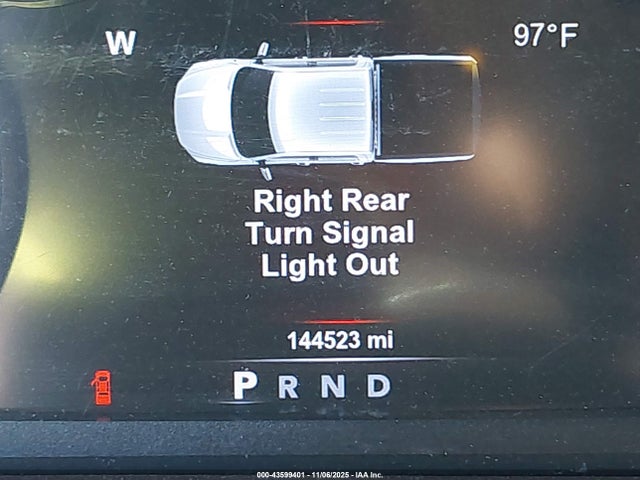 W
97°F
Right Rear
Turn Signal
Light Out
144523 mi
P R N D
000-43599401 - 11/06/2025 - IAA Inc.